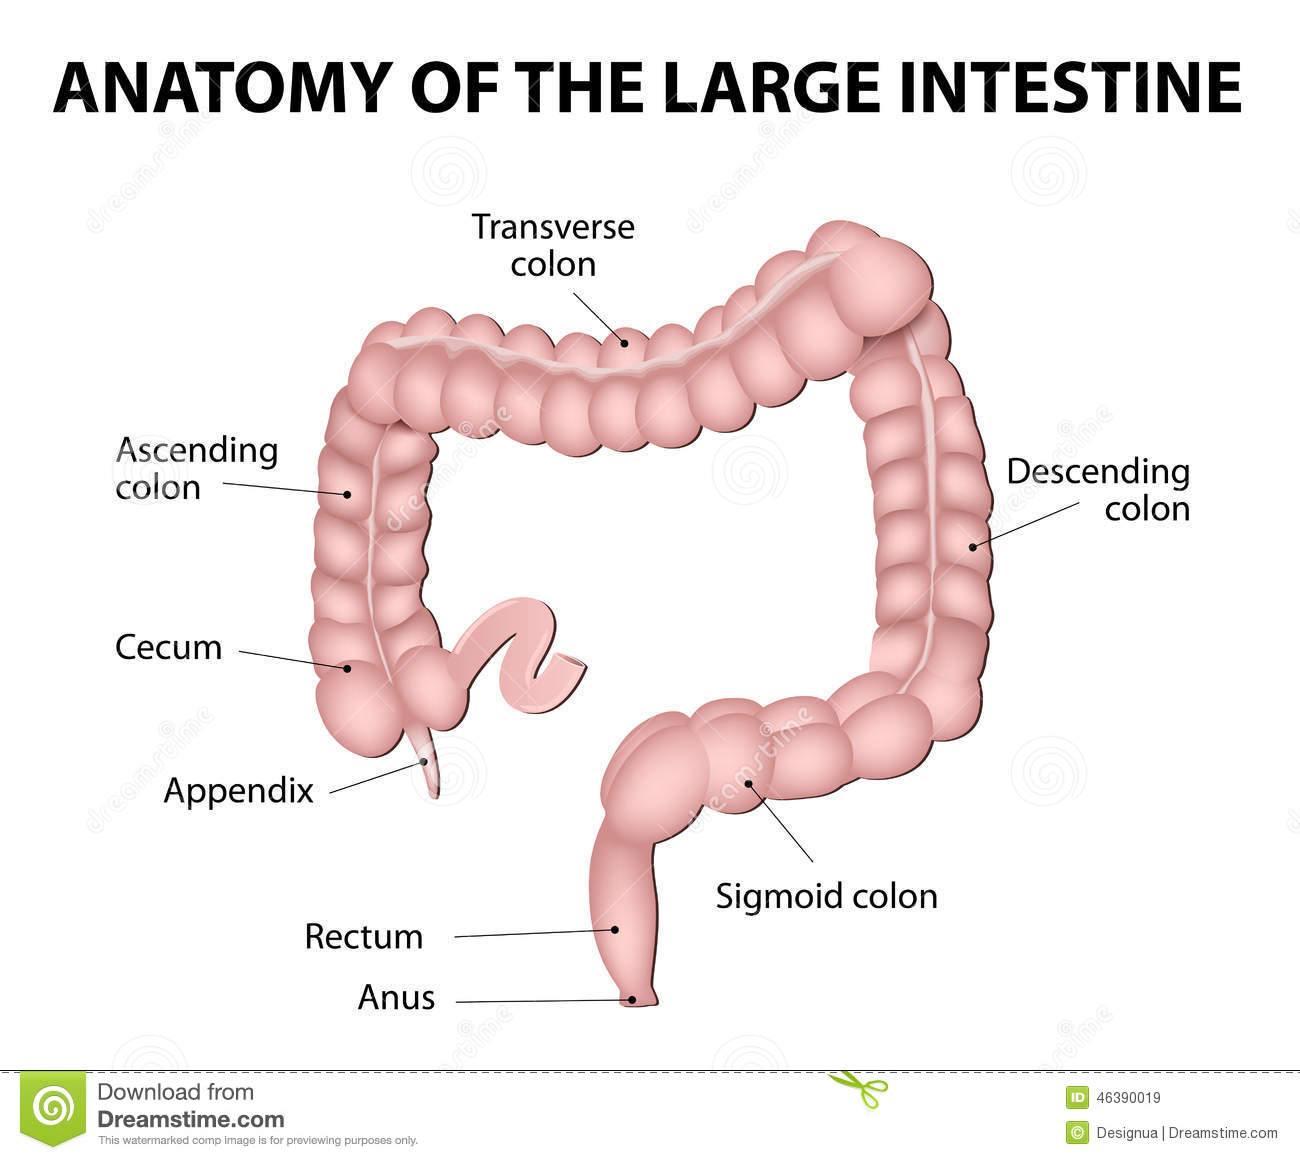 ANATOMY OF THE LARGE INTESTINE
Transverse
colon
Ascending
colon
Descending
colon
Cecum
Appendix
Sigmoid colon
Rectum
Anus
dreamstime
Download from
Dreamstime.com
This watermarked comp image is for previewing purposes only.
ID 46390019
© Designua | Dreamstime.com